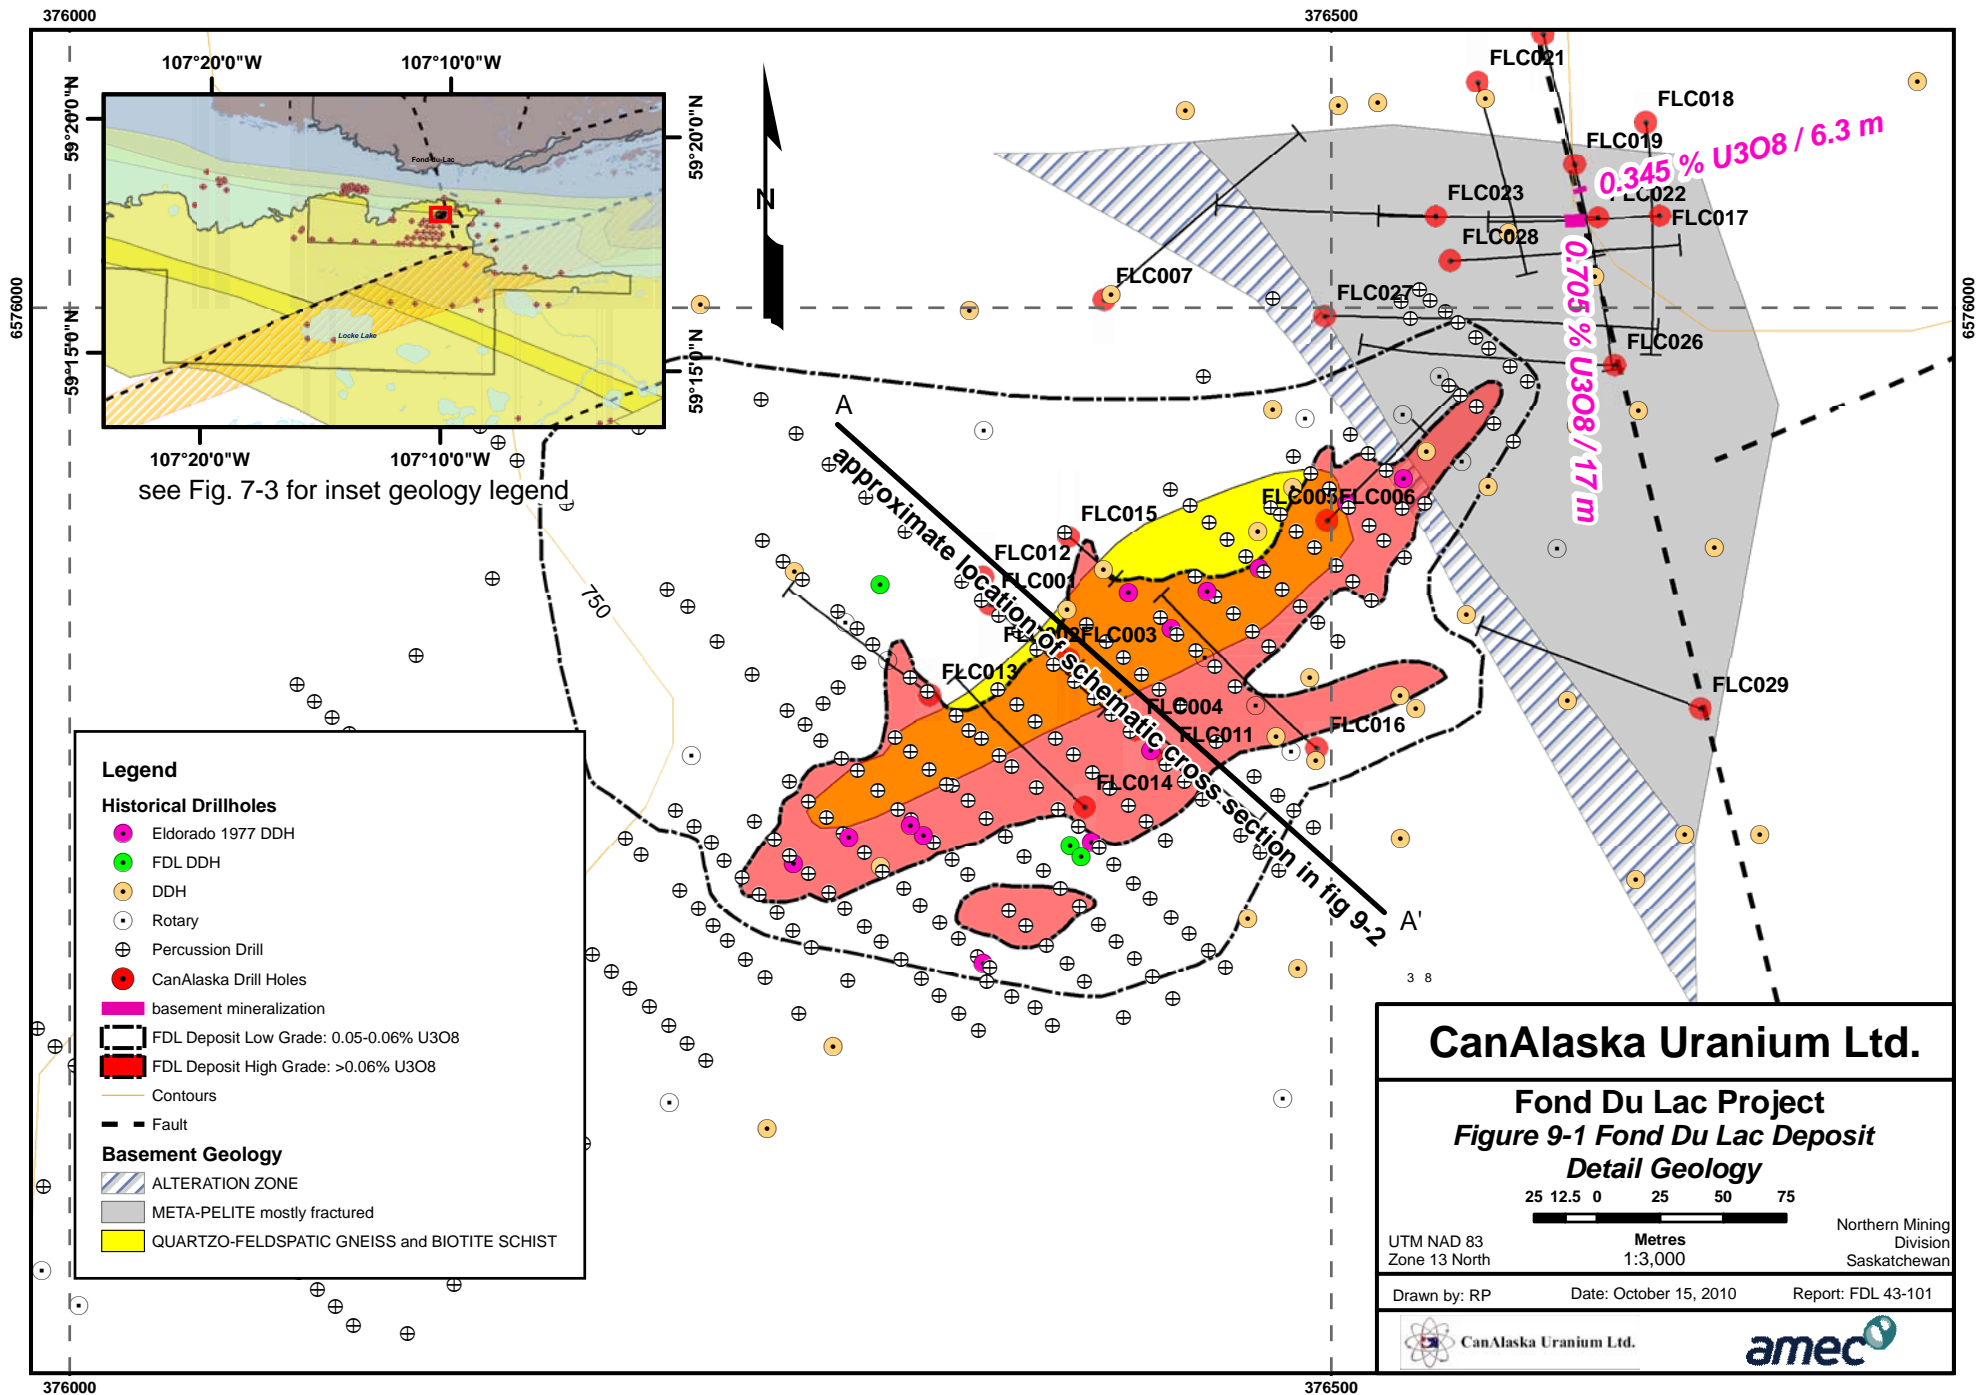 376000
376500
107°20'0"W
107°10'0"W
59°20'0"N
59°20'0"N
Fond-du-Lac
Locke Lake
59°15'0"N
59°15'0"N
107°20'0"W
107°10'0"W
see Fig. 7-3 for inset geology legend
N
6576000
6576000
FLC021
FLC018
FLC019
0.345 % U3O8 / 6.3 m
FLC023
FLC022
FLC017
FLC028
FLC007
FLC027
0.705 % U3O8 / 17 m
FLC026
A
approximate location of schematic cross section in fig 9-2
A'
FLC005
FLC006
FLC015
FLC012
FLC001
FLC003
FLC013
FLC004
FLC011
FLC014
FLC016
FLC029
750
3 8
Legend
Historical Drillholes
Eldorado 1977 DDH
FDL DDH
DDH
Rotary
Percussion Drill
CanAlaska Drill Holes
basement mineralization
FDL Deposit Low Grade: 0.05-0.06% U3O8
FDL Deposit High Grade: >0.06% U3O8
Contours
Fault
Basement Geology
ALTERATION ZONE
META-PELITE mostly fractured
QUARTZO-FELDSPATIC GNEISS and BIOTITE SCHIST
CanAlaska Uranium Ltd.
Fond Du Lac Project
Figure 9-1 Fond Du Lac Deposit
Detail Geology
25 12.5 0 25 50 75
Metres
1:3,000
UTM NAD 83
Zone 13 North
Northern Mining
Division
Saskatchewan
Drawn by: RP
Date: October 15, 2010
Report: FDL 43-101
CanAlaska Uranium Ltd.
amec
376000
376500